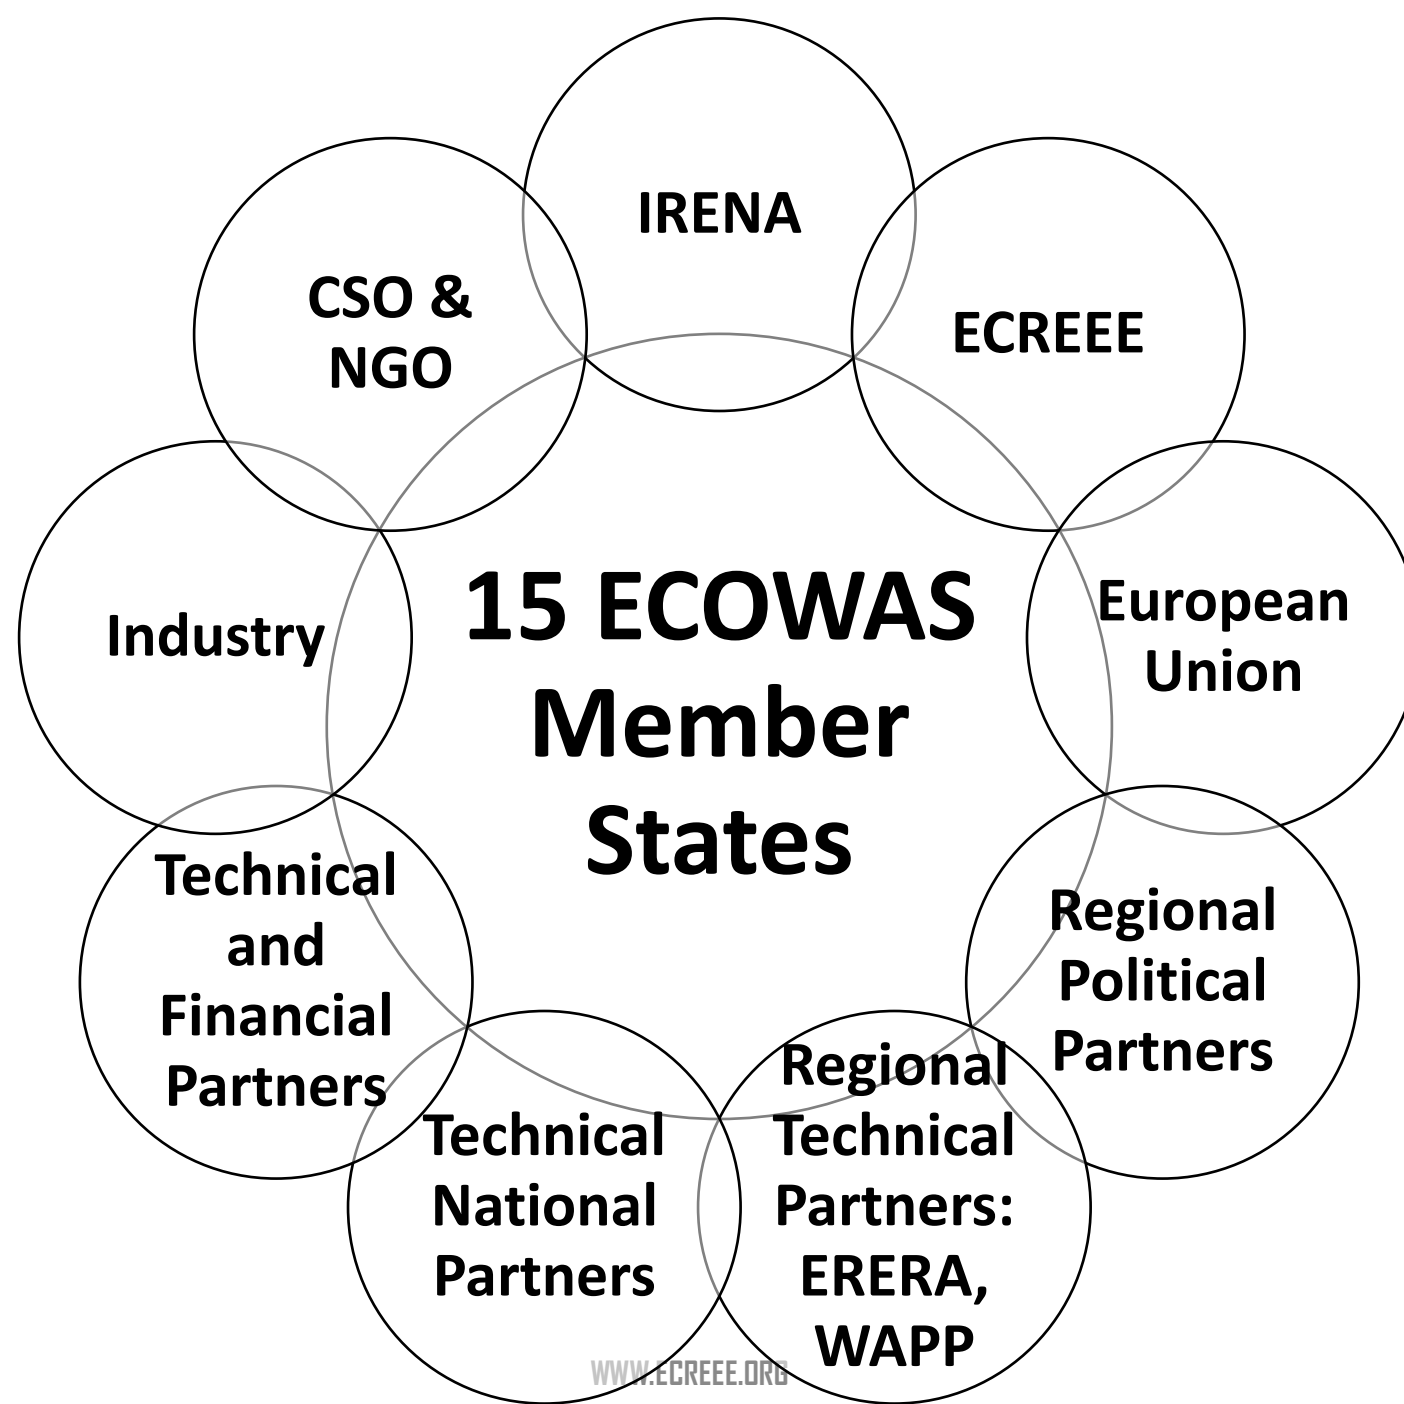 IRENA
CSO &
NGO
ECREEE
Industry
15 ECOWAS
Member
States
European
Union
Technical
and
Financial
Partners
Regional
Political
Partners
Technical
National
Partners
Regional
Technical
Partners:
ERERA,
WAPP
WWW.ECREEE.ORG